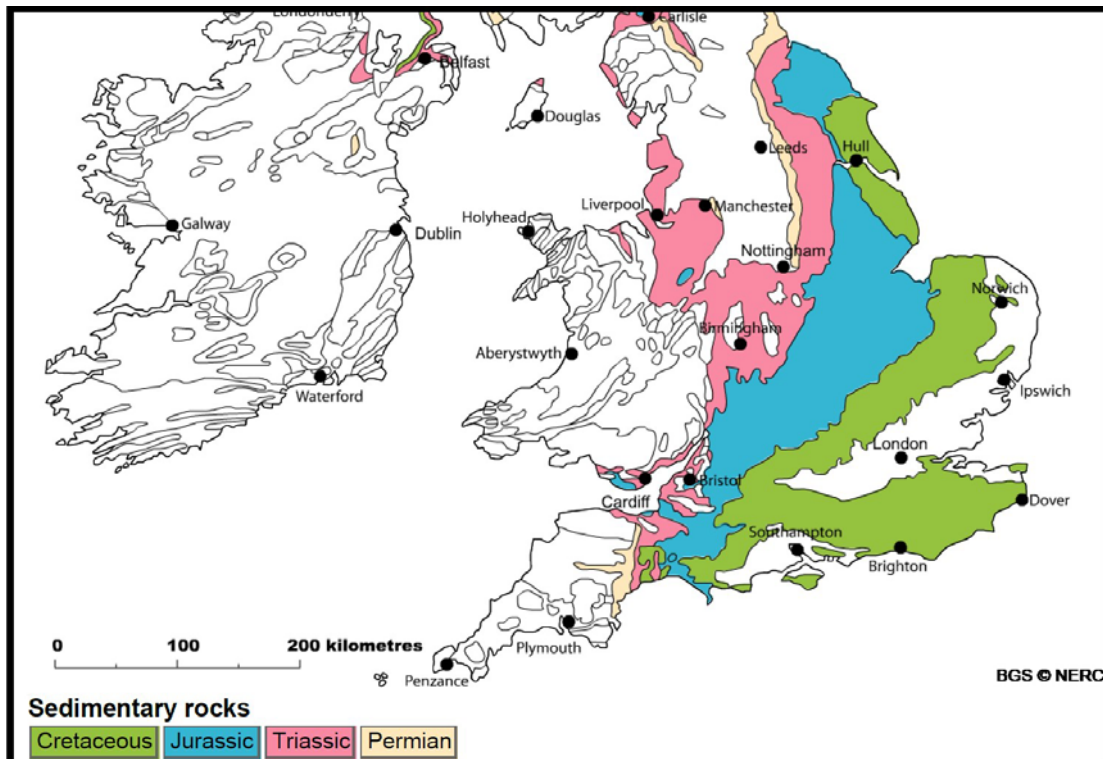 Londonderry
Carlisle
Belfast
Douglas
Leeds
Hull
Galway
Dublin
Holyhead
Liverpool
Manchester
Nottingham
Norwich
Birmingham
Aberystwyth
Waterford
Ipswich
London
Cardiff
Bristol
Dover
Southampton
Brighton
Plymouth
Penzance
0 100 200 kilometres
BGS © NERC
Sedimentary rocks
Cretaceous Jurassic Triassic Permian